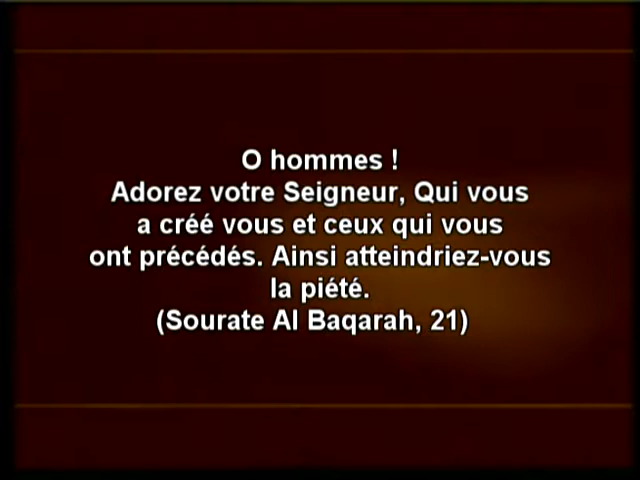 O hommes !
Adorez votre Seigneur, Qui vous
a créé vous et ceux qui vous
ont précédés. Ainsi atteindriez-vous
la piété.
(Sourate Al Baqarah, 21)